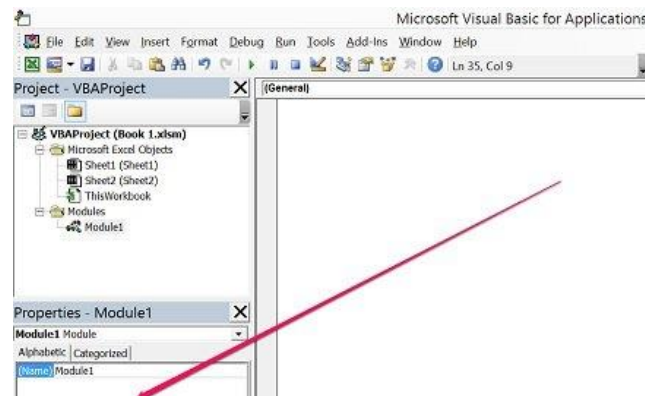 Microsoft Visual Basic for Applications
File Edit View Insert Format Debug Run Tools Add-Ins Window Help
Ln 35, Col 9
Project - VBAProject
(General)
VBAProject (Book 1.xlsm)
Microsoft Excel Objects
Sheet1 (Sheet1)
Sheet2 (Sheet2)
ThisWorkbook
Modules
Module1
Properties - Module1
Module1 Module
Alphabetic Categorized
(Name) Module1